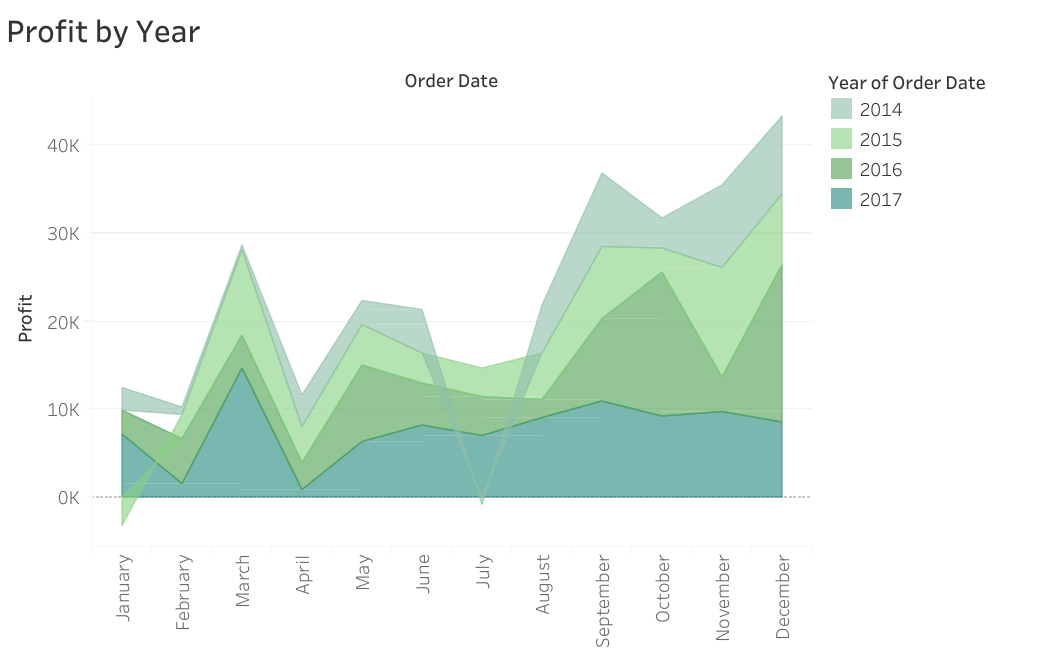 Profit by Year
Order Date
Year of Order Date
2014
2015
2016
2017
Profit
40K
30K
20K
10K
0K
January
February
March
April
May
June
July
August
September
October
November
December